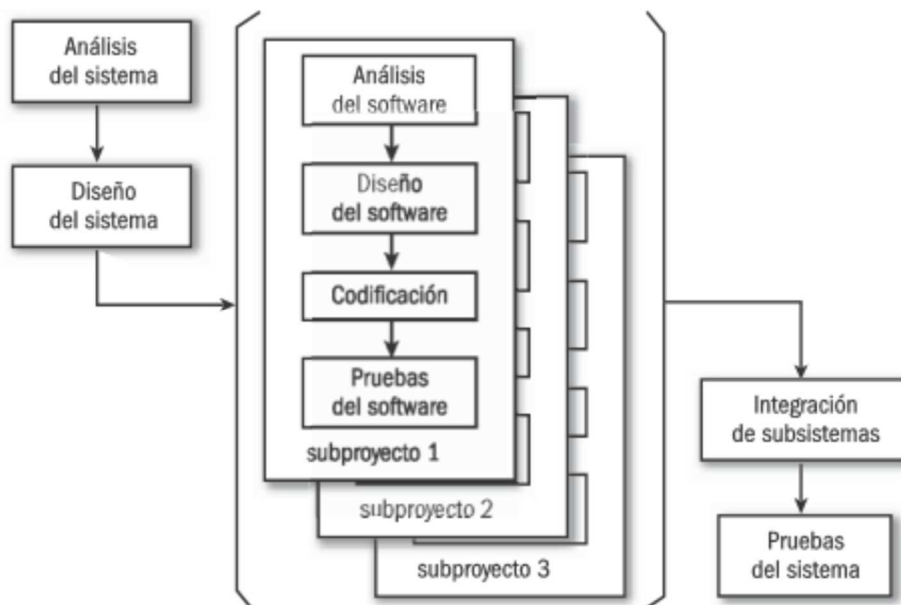 Análisis
del sistema
Diseño
del sistema
Análisis
del software
Diseño
del software
Codificación
Pruebas
del software
subproyecto 1
subproyecto 2
subproyecto 3
Integración
de subsistemas
Pruebas
del sistema